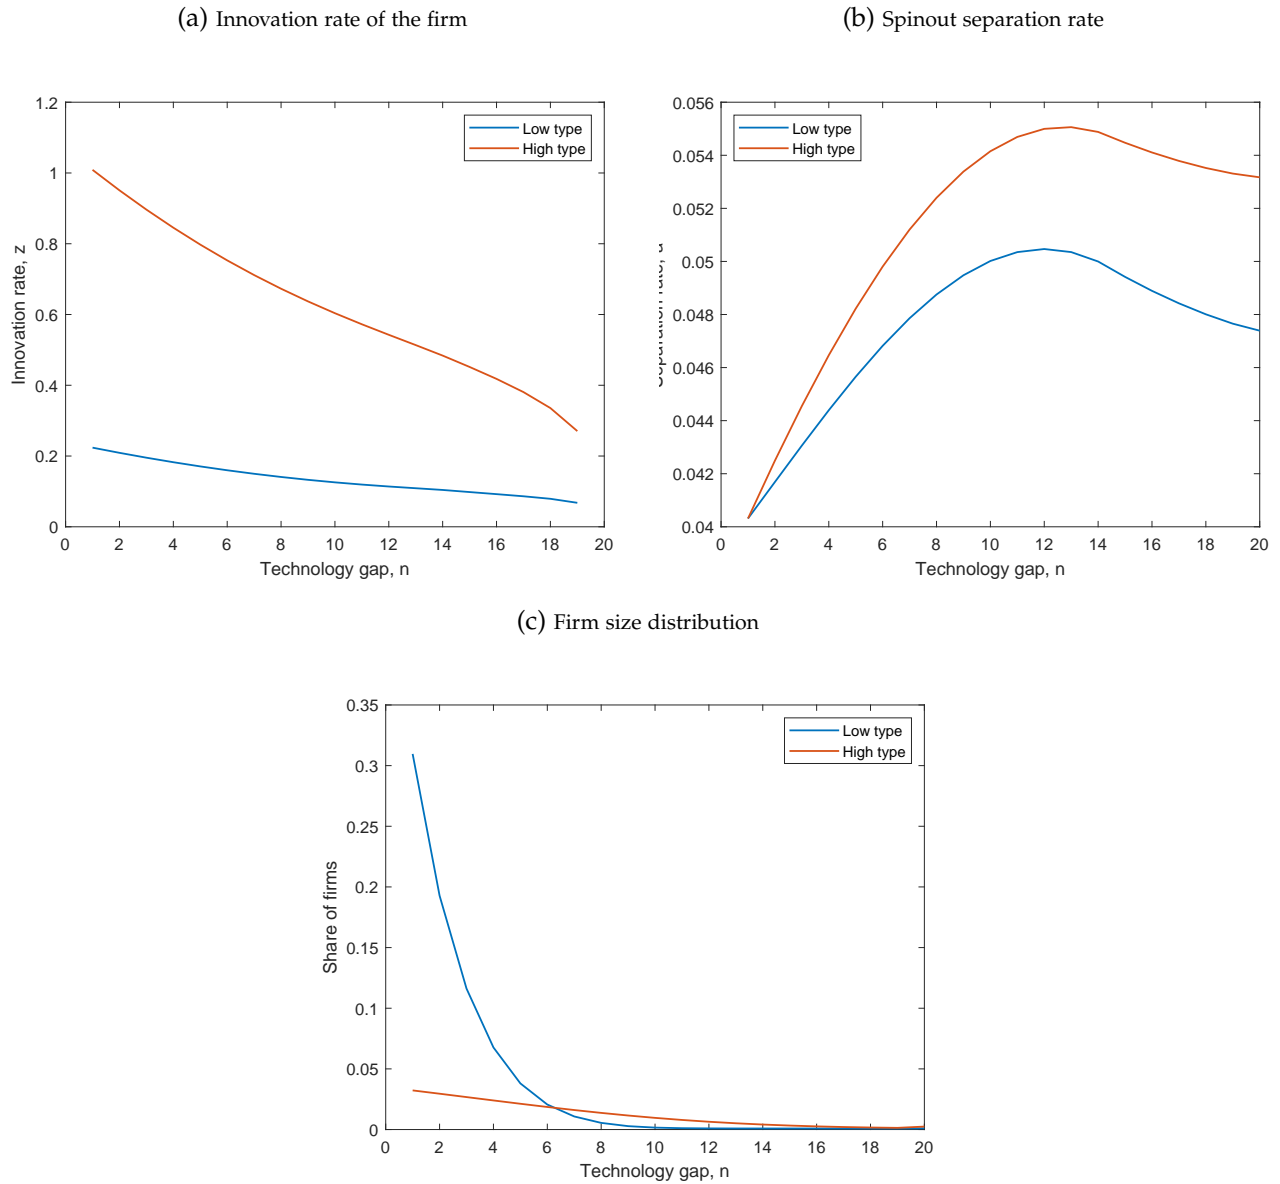 (a) Innovation rate of the firm
1.2
1
0.8
0.6
0.4
0.2
0
Innovation rate, z
Low type
High type
0 2 4 6 8 10 12 14 16 18 20
Technology gap, n
(b) Spinout separation rate
0.056
0.054
0.052
0.05
0.048
0.046
0.044
0.042
0.04
Low type
High type
2 4 6 8 10 12 14 16 18 20
Technology gap, n
(c) Firm size distribution
0.35
0.3
0.25
0.2
0.15
0.1
0.05
0
Share of firms
Low type
High type
0 2 4 6 8 10 12 14 16 18 20
Technology gap, n